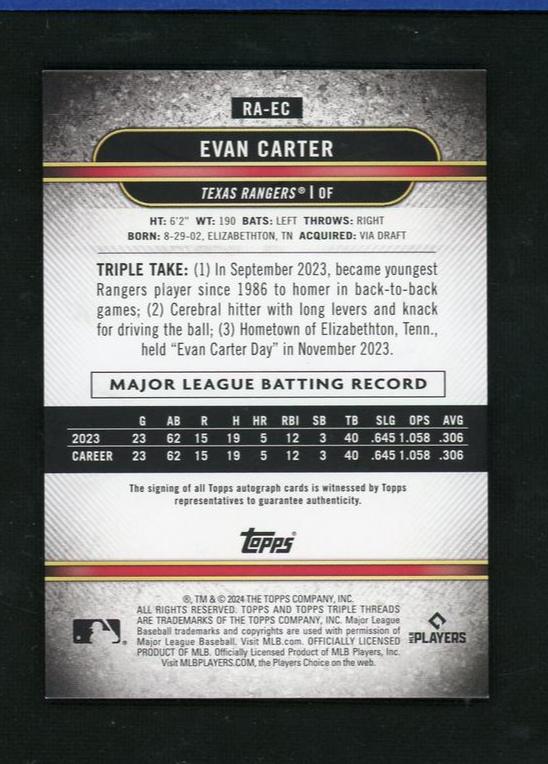 RA-EC
EVAN CARTER
TEXAS RANGERS® | OF
HT: 6'2" WT: 190 BATS: LEFT THROWS: RIGHT
BORN: 8-29-02, ELIZABETHTON, TN ACQUIRED: VIA DRAFT
TRIPLE TAKE: (1) In September 2023, became youngest
Rangers player since 1986 to homer in back-to-back
games; (2) Cerebral hitter with long levers and knack
for driving the ball; (3) Hometown of Elizabethton, Tenn.,
held “Evan Carter Day” in November 2023.
MAJOR LEAGUE BATTING RECORD
G AB R H HR RBI SB TB SLG OPS AVG
2023 23 62 15 19 5 12 3 40 .645 1.058 .306
CAREER 23 62 15 19 5 12 3 40 .645 1.058 .306
The signing of all Topps autograph cards is witnessed by Topps
representatives to guarantee authenticity.
topps®
®, TM & © 2024 THE TOPPS COMPANY, INC.
ALL RIGHTS RESERVED. TOPPS AND TOPPS TRIPLE THREADS
ARE TRADEMARKS OF THE TOPPS COMPANY, INC. Major League
Baseball trademarks and copyrights are used with permission of
Major League Baseball. Visit MLB.com. OFFICIALLY LICENSED
PRODUCT OF MLB. Officially Licensed Product of MLB Players, Inc.
Visit MLBPLAYERS.COM, the Players Choice on the web.
MLB PLAYERS